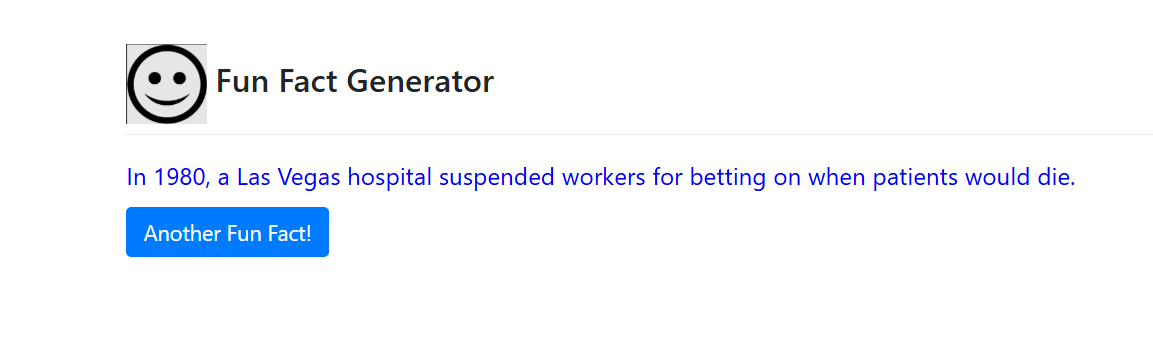 Fun Fact Generator
In 1980, a Las Vegas hospital suspended workers for betting on when patients would die.
Another Fun Fact!